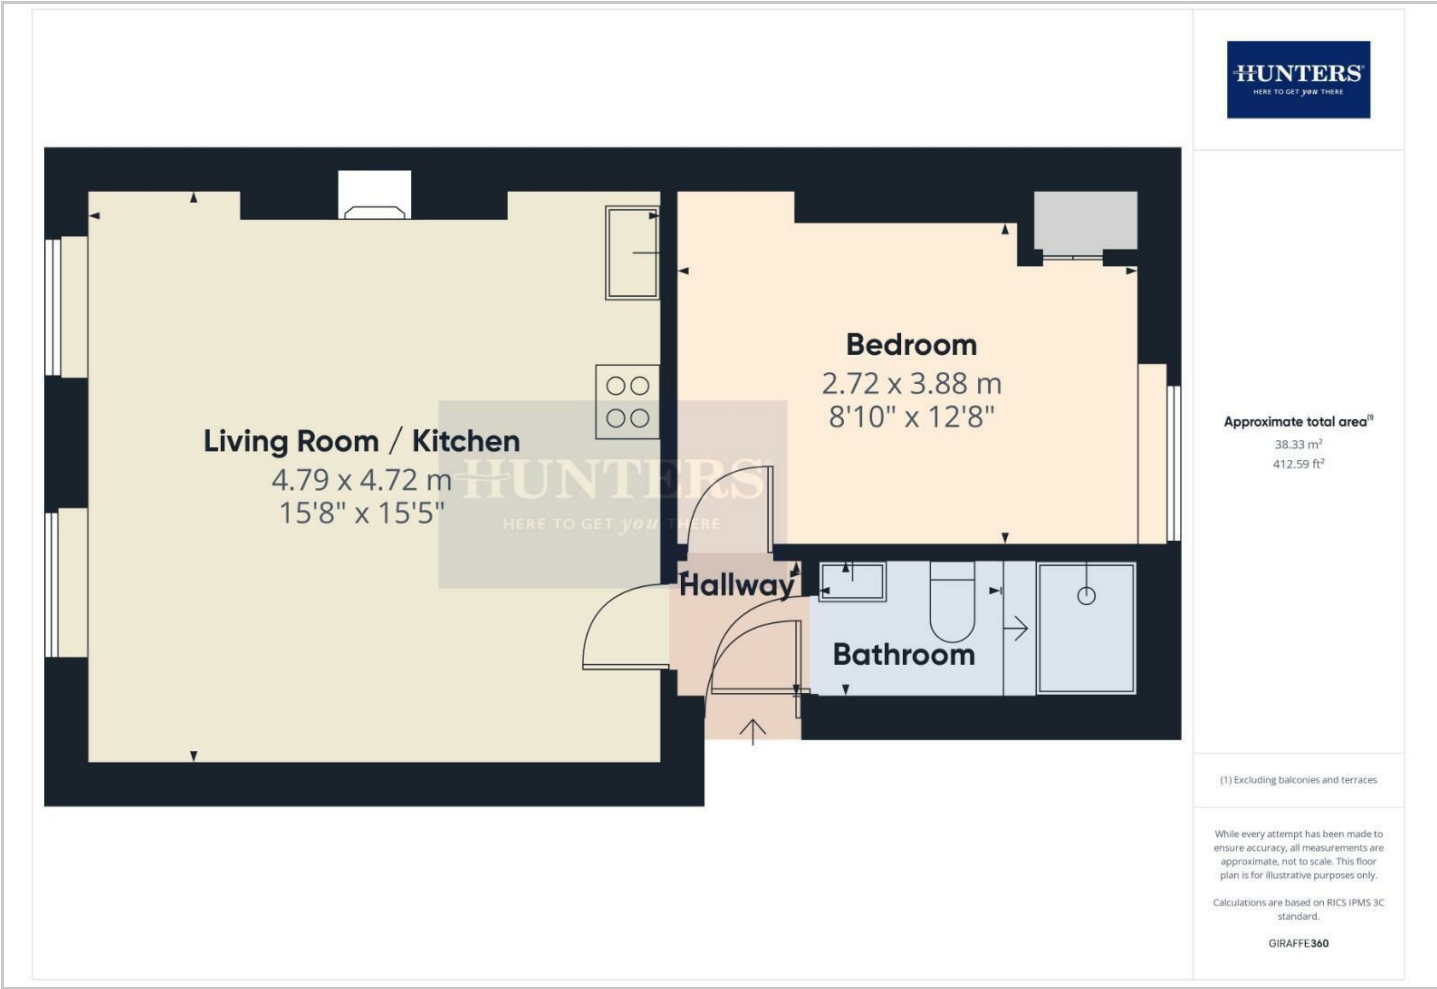 HUNTERS®
HERE TO GET you THERE
Bedroom
2.72 x 3.88 m
8'10" x 12'8"
Living Room / Kitchen
4.79 x 4.72 m
15'8" x 15'5"
HUNTERS
HERE TO GET you THERE
Hallway
Bathroom
Approximate total area⁽¹⁾
38.33 m²
412.59 ft²
(1) Excluding balconies and terraces
While every attempt has been made to
ensure accuracy, all measurements are
approximate, not to scale. This floor
plan is for illustrative purposes only.
Calculations are based on RICS IPMS 3C
standard.
GIRAFFE360